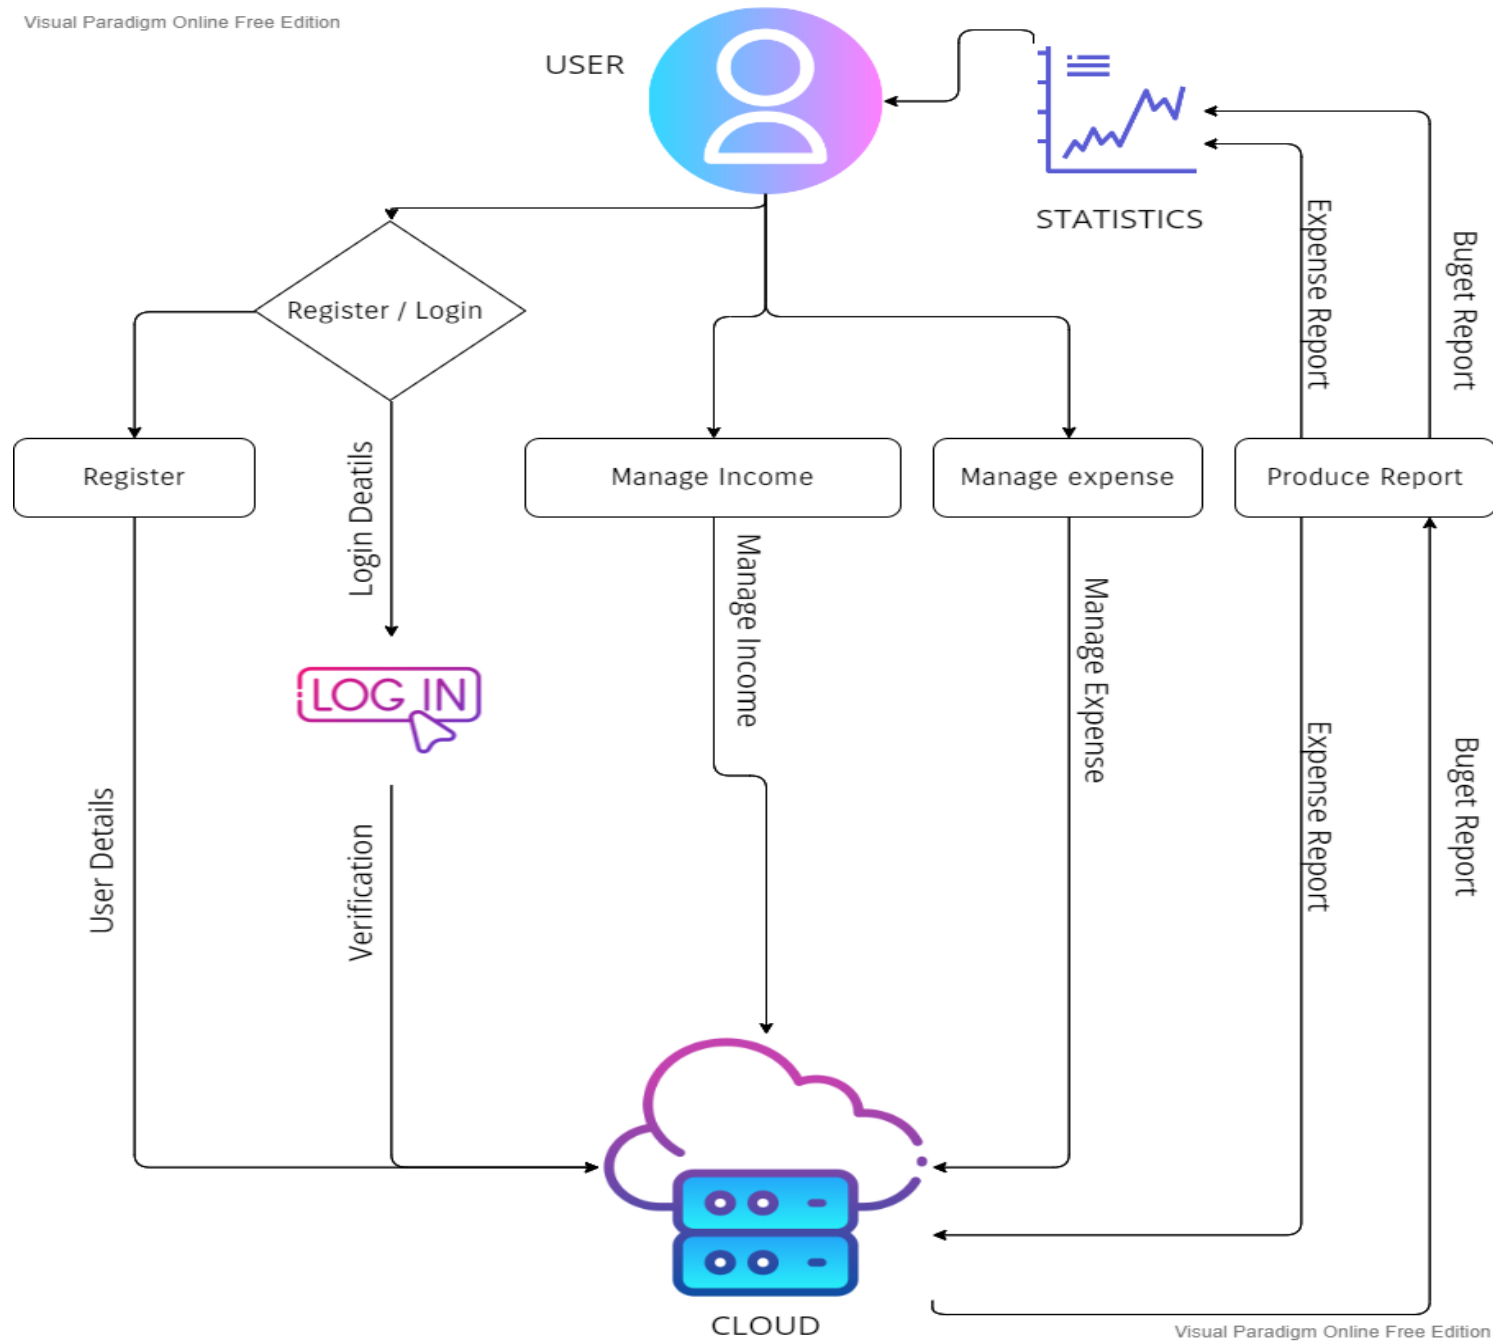 Visual Paradigm Online Free Edition
USER
STATISTICS
Register / Login
Expense Report
Buget Report
Register
Login Deatils
Manage Income
Manage expense
Produce Report
Manage Income
Manage Expense
LOG IN
User Details
Verification
Expense Report
Buget Report
CLOUD
Visual Paradigm Online Free Edition